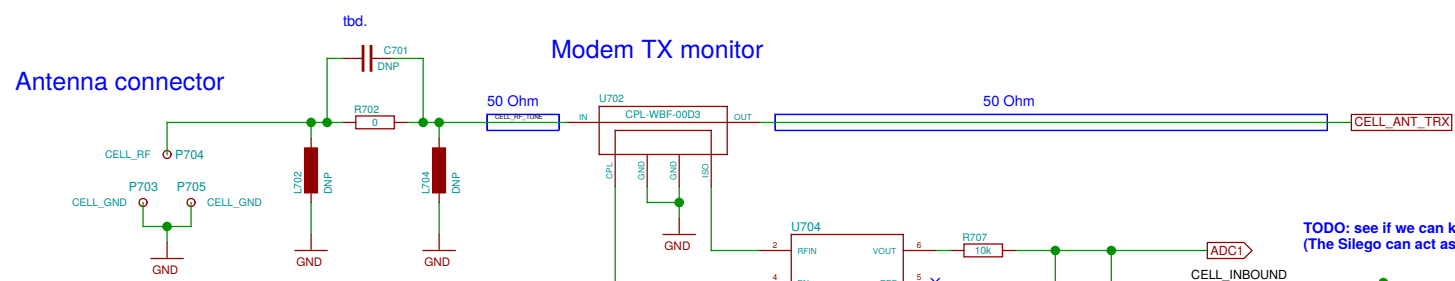 tbd.
C701
DNP
Modem TX monitor
Antenna connector
R702
0
50 Ohm
CELL_RF_TUNE
U702
CPL-WBF-00D3
IN
OUT
50 Ohm
CELL_ANT_TRX
CELL_RF
P704
L702
DNP
L704
DNP
CPL
GND
GND
ISO
P703
P705
CELL_GND
CELL_GND
GND
GND
GND
GND
U704
2
RFIN
VOUT
6
R707
10k
ADC1
4
5
CELL_INBOUND
TODO: see if we can k
(The Silego can act as